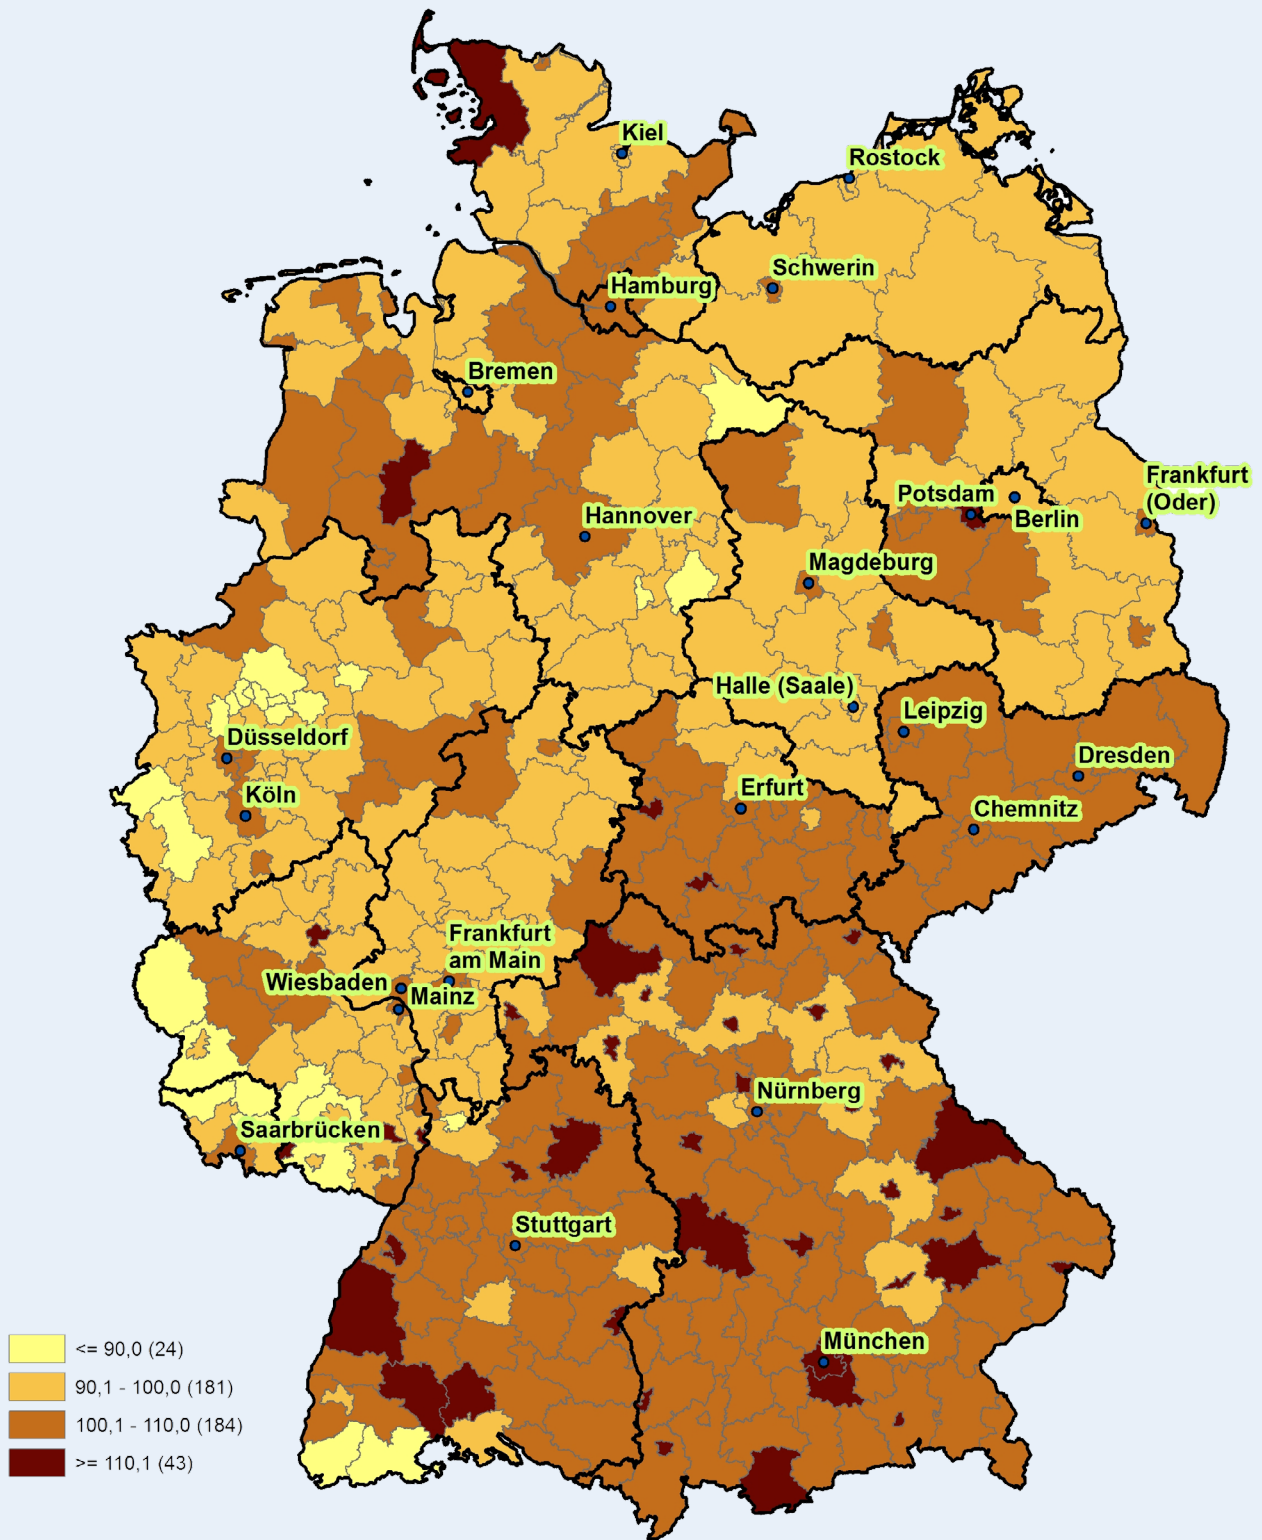 Kiel
Rostock
Schwerin
Hamburg
Bremen
Frankfurt
(Oder)
Potsdam
Berlin
Hannover
Magdeburg
Halle (Saale)
Leipzig
Düsseldorf
Dresden
Köln
Erfurt
Chemnitz
Frankfurt
am Main
Wiesbaden
Mainz
Nürnberg
Saarbrücken
Stuttgart
München
<= 90,0 (24)
90,1 - 100,0 (181)
100,1 - 110,0 (184)
>= 110,1 (43)